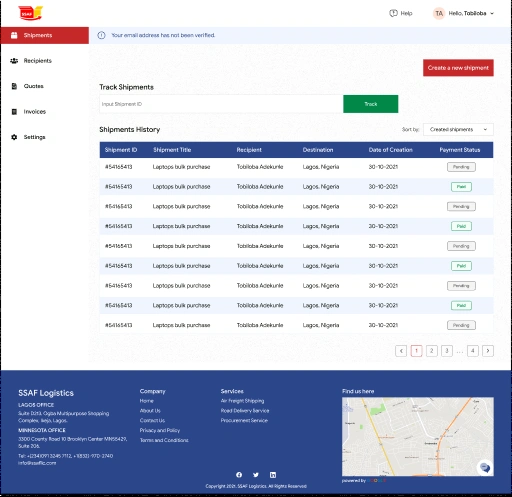 SSAF
Help
TA
Hello, Tobiloba
Shipments
Your email address has not been verified.
Recipients
Quotes
Invoices
Settings
Create a new shipment
Track Shipments
Input Shipment ID
Track
Shipments History
Sort by:
Created shipments
Shipment ID Shipment Title Recipient Destination Date of Creation Payment Status
#54165413 Laptops bulk purchase Tobiloba Adekunle Lagos, Nigeria 30-10-2021 Pending
#54165413 Laptops bulk purchase Tobiloba Adekunle Lagos, Nigeria 30-10-2021 Paid
#54165413 Laptops bulk purchase Tobiloba Adekunle Lagos, Nigeria 30-10-2021 Pending
#54165413 Laptops bulk purchase Tobiloba Adekunle Lagos, Nigeria 30-10-2021 Paid
#54165413 Laptops bulk purchase Tobiloba Adekunle Lagos, Nigeria 30-10-2021 Pending
#54165413 Laptops bulk purchase Tobiloba Adekunle Lagos, Nigeria 30-10-2021 Paid
#54165413 Laptops bulk purchase Tobiloba Adekunle Lagos, Nigeria 30-10-2021 Pending
#54165413 Laptops bulk purchase Tobiloba Adekunle Lagos, Nigeria 30-10-2021 Paid
#54165413 Laptops bulk purchase Tobiloba Adekunle Lagos, Nigeria 30-10-2021 Pending
< 1 2 3 ... 4 >
SSAF Logistics
LAGOS OFFICE
Suite D213, Ogba Multipurpose Shopping
Complex, Ikeja, Lagos.
MINNESOTA OFFICE
3300 County Road 10 Brooklyn Center MN55429,
Suite 206.
Tel: +(234)091 3245 7112, +1(832)-970-2740
info@ssafllc.com
Company
Home
About Us
Contact Us
Privacy and Policy
Terms and Conditions
Services
Air Freight Shipping
Road Delivery Service
Procurement Service
Find us here
powered by
Copyright 2021. SSAF Logistics. All Rights Reserved